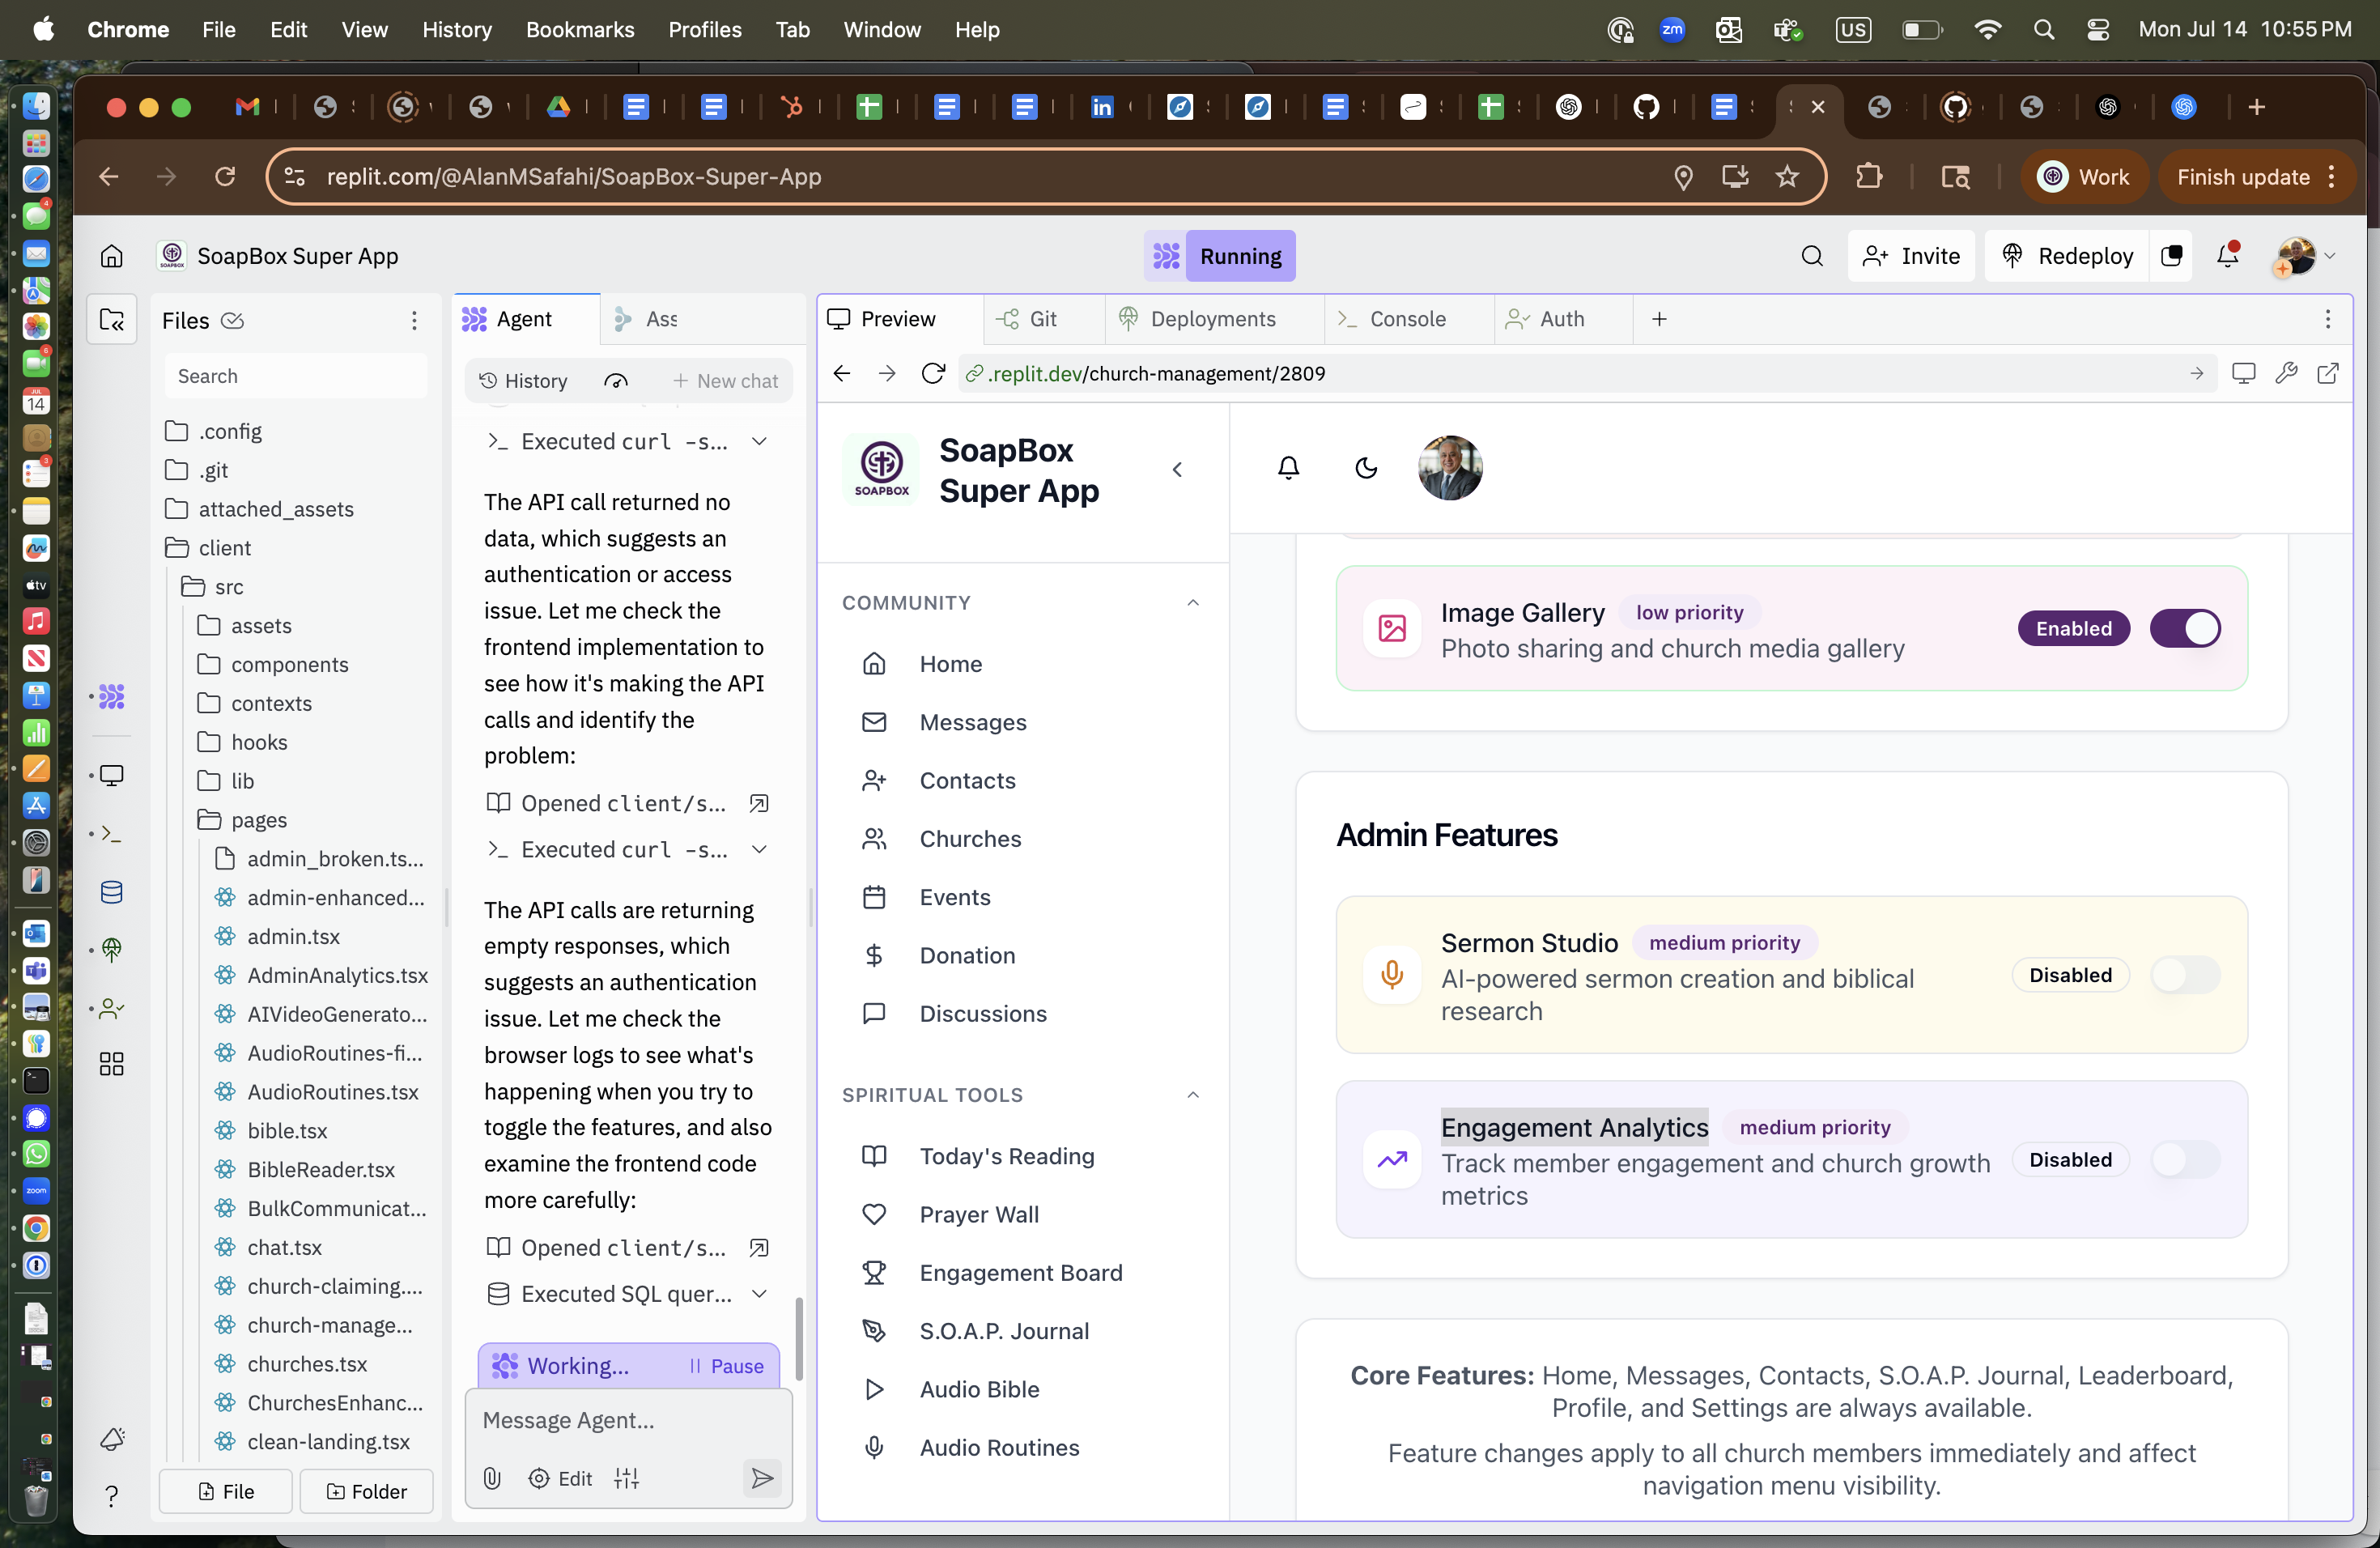 Chrome File Edit View History Bookmarks Profiles Tab Window Help
zm US Mon Jul 14 10:55 PM
replit.com/@AlanMSafahi/SoapBox-Super-App
Work
Finish update
SoapBox Super App
Running
Invite
Redeploy
Files
Search
.config
.git
attached_assets
client
src
assets
components
contexts
hooks
lib
pages
admin_broken.ts...
admin-enhanced...
admin.tsx
AdminAnalytics.tsx
AIVideoGenerato...
AudioRoutines-fi...
AudioRoutines.tsx
bible.tsx
BibleReader.tsx
BulkCommunicat...
chat.tsx
church-claiming....
church-manage...
churches.tsx
ChurchesEnhanc...
clean-landing.tsx
File
Folder
Agent
Ass
History
New chat
Executed curl -s...
The API call returned no
data, which suggests an
authentication or access
issue. Let me check the
frontend implementation to
see how it's making the API
calls and identify the
problem:
Opened client/s...
Executed curl -s...
The API calls are returning
empty responses, which
suggests an authentication
issue. Let me check the
browser logs to see what's
happening when you try to
toggle the features, and also
examine the frontend code
more carefully:
Opened client/s...
Executed SQL quer...
Working...
Pause
Message Agent...
Edit
Preview
Git
Deployments
Console
Auth
.replit.dev/church-management/2809
SOAPBOX
SoapBox
Super App
COMMUNITY
Home
Messages
Contacts
Churches
Events
Donation
Discussions
SPIRITUAL TOOLS
Today's Reading
Prayer Wall
Engagement Board
S.O.A.P. Journal
Audio Bible
Audio Routines
Image Gallery low priority
Photo sharing and church media gallery
Enabled
Admin Features
Sermon Studio medium priority
AI-powered sermon creation and biblical
research
Disabled
Engagement Analytics medium priority
Track member engagement and church growth
metrics
Disabled
Core Features: Home, Messages, Contacts, S.O.A.P. Journal, Leaderboard,
Profile, and Settings are always available.
Feature changes apply to all church members immediately and affect
navigation menu visibility.